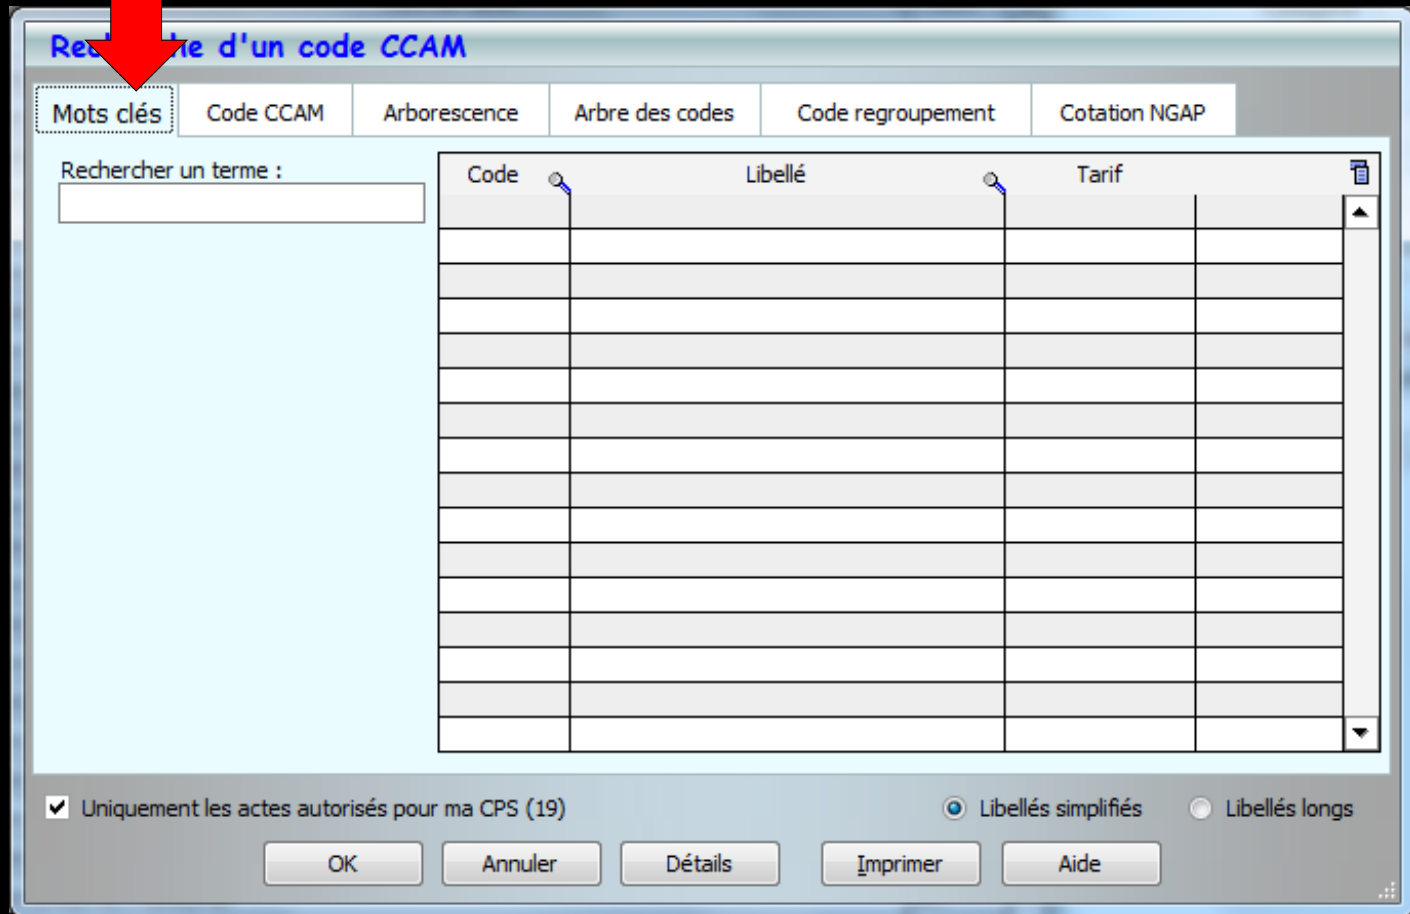 Re he d'un code CCAM
Mots clés Code CCAM Arborescence Arbre des codes Code regroupement Cotation NGAP
Rechercher un terme :
Code Libellé Tarif
Uniquement les actes autorisés pour ma CPS (19) Libellés simplifiés Libellés longs
OK Annuler Détails Imprimer Aide